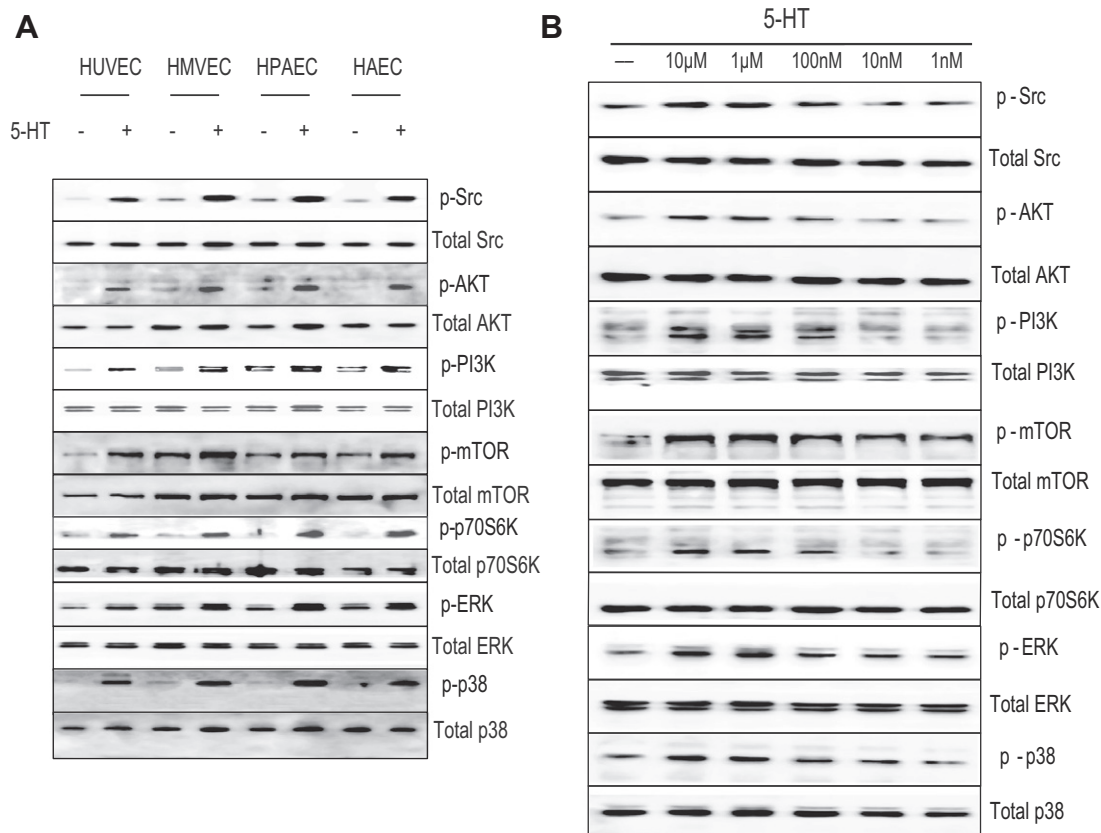 A
HUVEC HMVEC HPAEC HAEC
5-HT - + - + - + - +
p-Src
Total Src
p-AKT
Total AKT
p-PI3K
Total PI3K
p-mTOR
Total mTOR
p-p70S6K
Total p70S6K
p-ERK
Total ERK
p-p38
Total p38
B
5-HT
— 10µM 1µM 100nM 10nM 1nM
p-Src
Total Src
p-AKT
Total AKT
p-PI3K
Total PI3K
p-mTOR
Total mTOR
p-p70S6K
Total p70S6K
p-ERK
Total ERK
p-p38
Total p38